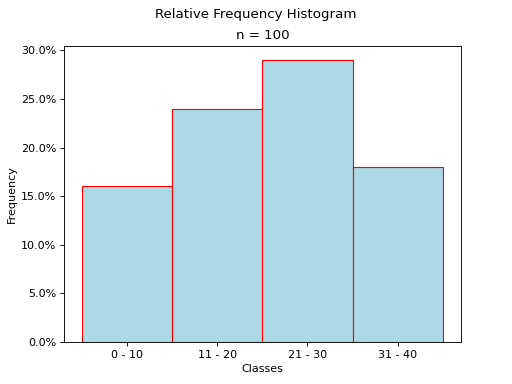 Relative Frequency Histogram
n = 100
30.0%
25.0%
20.0%
15.0%
10.0%
5.0%
0.0%
Frequency
0 - 10 11 - 20 21 - 30 31 - 40
Classes